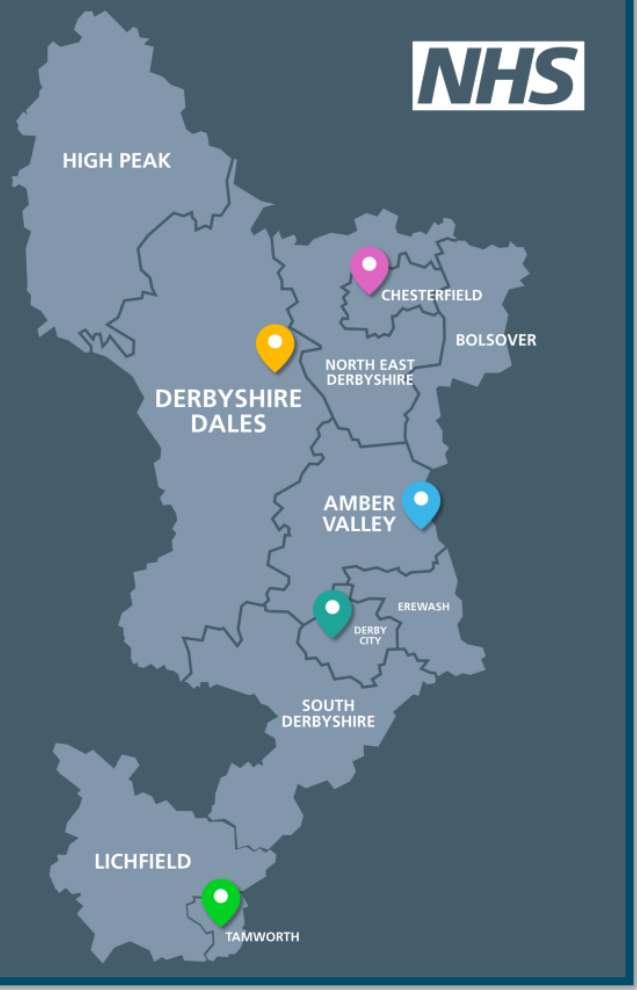 NHS
HIGH PEAK
CHESTERFIELD
BOLSOVER
NORTH EAST
DERBYSHIRE
DERBYSHIRE
DALES
AMBER
VALLEY
EREWASH
DERBY
CITY
SOUTH
DERBYSHIRE
LICHFIELD
TAMWORTH